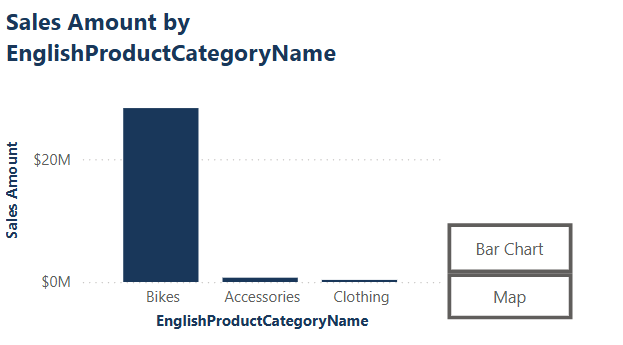 Sales Amount by
EnglishProductCategoryName
Sales Amount
$20M
$0M
Bikes
Accessories
Clothing
EnglishProductCategoryName
Bar Chart
Map